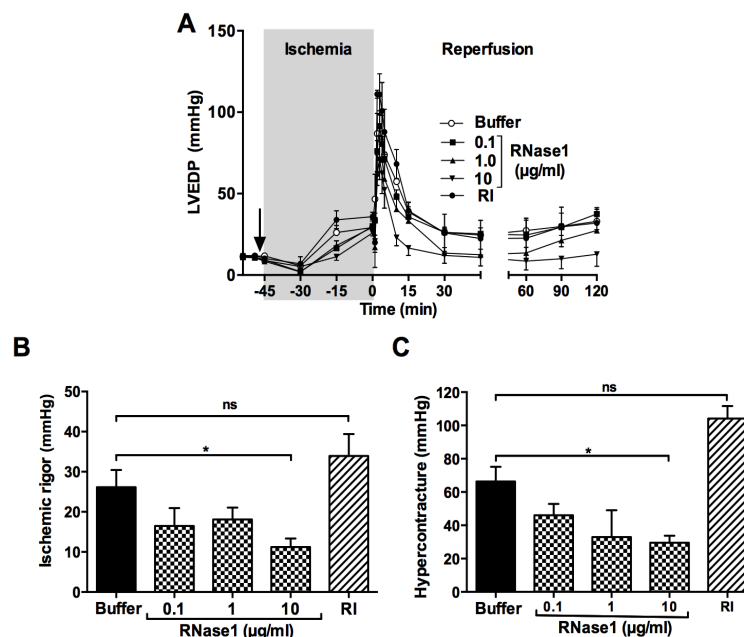 A
Ischemia
Reperfusion
LVEDP (mmHg)
150
100
50
0
Buffer
0.1
1.0
10
RI
RNase1
(µg/ml)
-45 -30 -15 0 15 30 60 90 120
Time (min)
B
Ischemic rigor (mmHg)
40
30
20
10
0
ns
*
Buffer 0.1 1 10 RI
RNase1 (µg/ml)
C
Hypercontracture (mmHg)
120
100
80
60
40
20
0
ns
*
Buffer 0.1 1 10 RI
RNase1 (µg/ml)